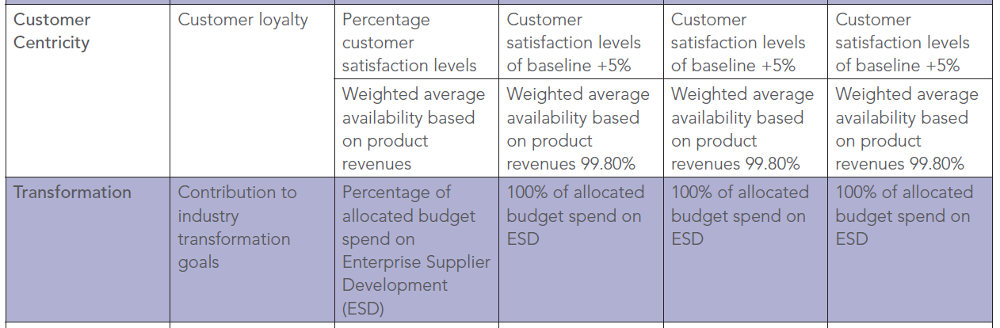 Customer
Centricity
Customer loyalty
Percentage
customer
satisfaction levels
Customer
satisfaction levels
of baseline +5%
Customer
satisfaction levels
of baseline +5%
Customer
satisfaction levels
of baseline +5%
Weighted average
availability based
on product
revenues
Weighted average
availability based
on product
revenues 99.80%
Weighted average
availability based
on product
revenues 99.80%
Weighted average
availability based
on product
revenues 99.80%
Transformation
Contribution to
industry
transformation
goals
Percentage of
allocated budget
spend on
Enterprise Supplier
Development
(ESD)
100% of allocated
budget spend on
ESD
100% of allocated
budget spend on
ESD
100% of allocated
budget spend on
ESD